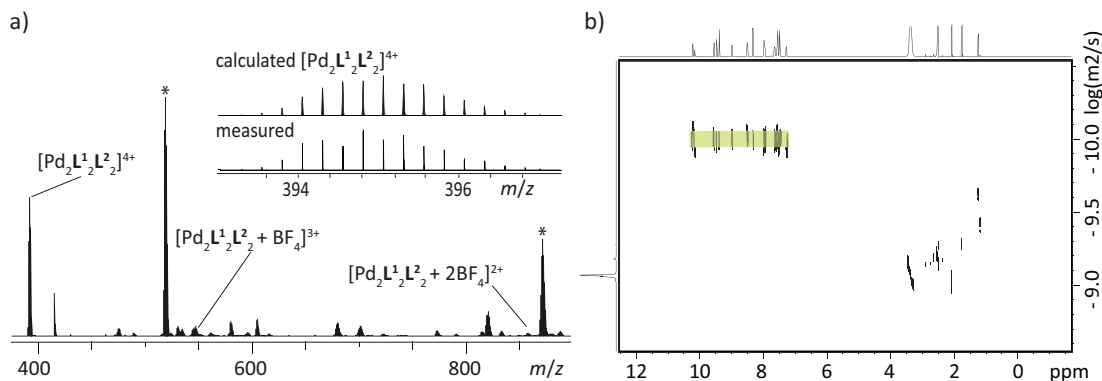 a)
calculated [Pd₂L¹₂L²₂]⁴⁺
measured
394 396 m/z
*
*
[Pd₂L¹₂L²₂]⁴⁺
[Pd₂L¹₂L²₂ + BF₄]³⁺
[Pd₂L¹₂L²₂ + 2BF₄]²⁺
400 600 800 m/z
b)
- 10.0 log(m2/s)
- 9.5
- 9.0
12 10 8 6 4 2 0 ppm